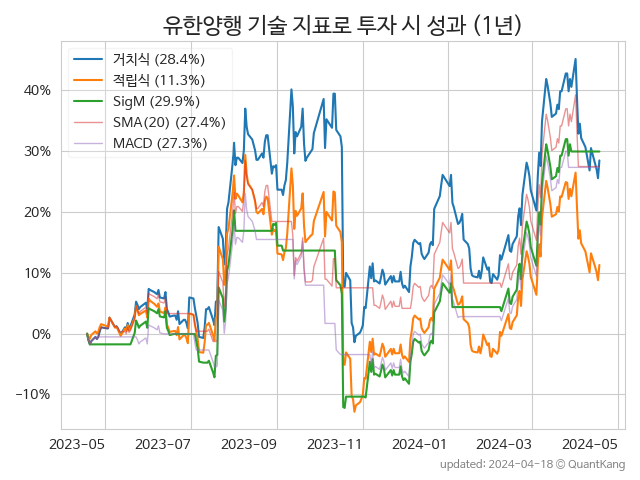 유한양행 기술 지표로 투자 시 성과 (1년)
거치식 (28.4%)
적립식 (11.3%)
SigM (29.9%)
SMA(20) (27.4%)
MACD (27.3%)
40%
30%
20%
10%
0%
−10%
2023-05 2023-07 2023-09 2023-11 2024-01 2024-03 2024-05
updated: 2024-04-18 © QuantKang